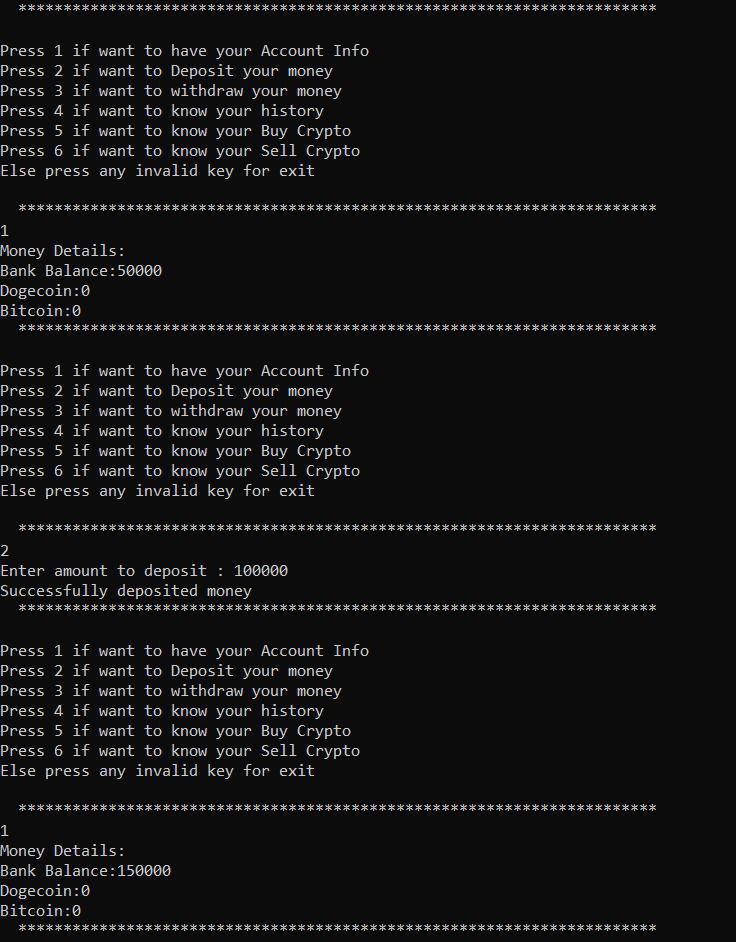 ***********************************************************************
Press 1 if want to have your Account Info
Press 2 if want to Deposit your money
Press 3 if want to withdraw your money
Press 4 if want to know your history
Press 5 if want to know your Buy Crypto
Press 6 if want to know your Sell Crypto
Else press any invalid key for exit
***********************************************************************
1
Money Details:
Bank Balance:50000
Dogecoin:0
Bitcoin:0
***********************************************************************
Press 1 if want to have your Account Info
Press 2 if want to Deposit your money
Press 3 if want to withdraw your money
Press 4 if want to know your history
Press 5 if want to know your Buy Crypto
Press 6 if want to know your Sell Crypto
Else press any invalid key for exit
***********************************************************************
2
Enter amount to deposit : 100000
Successfully deposited money
***********************************************************************
Press 1 if want to have your Account Info
Press 2 if want to Deposit your money
Press 3 if want to withdraw your money
Press 4 if want to know your history
Press 5 if want to know your Buy Crypto
Press 6 if want to know your Sell Crypto
Else press any invalid key for exit
***********************************************************************
1
Money Details:
Bank Balance:150000
Dogecoin:0
Bitcoin:0
***********************************************************************